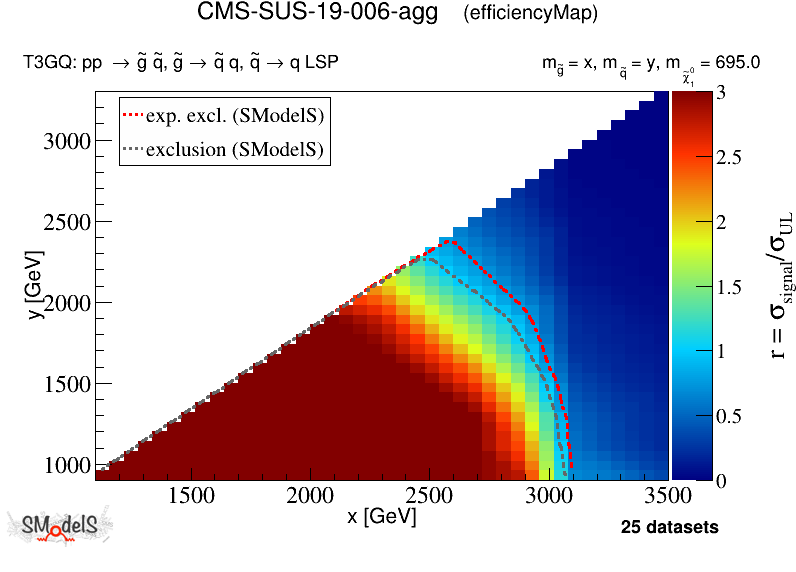 CMS-SUS-19-006-agg (efficiencyMap)
T3GQ: pp → g̃ q̃, g̃ → q̃ q, q̃ → q LSP m_g̃ = x, m_q̃ = y, m_χ̃₁⁰ = 695.0
exp. excl. (SModelS)
exclusion (SModelS)
3000
2500
2000
1500
1000
y [GeV]
1500 2000 2500 3000 3500
x [GeV]
3
2.5
2
1.5
1
0.5
0
r = σ_signal/σ_UL
SModelS
25 datasets